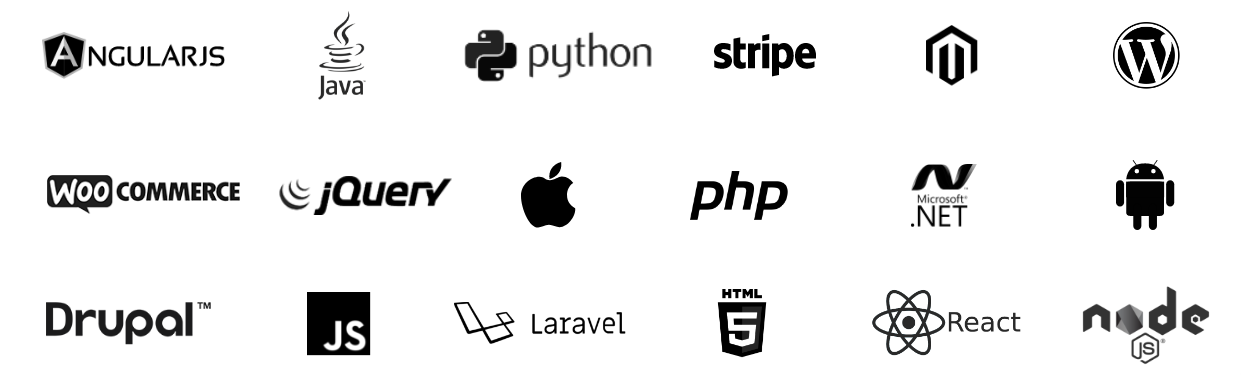 ANGULARJS
Java
python
stripe
W
WOO COMMERCE
jQuery
php
Microsoft®
.NET
Drupal™
JS
Laravel
HTML
5
React
node
JS®